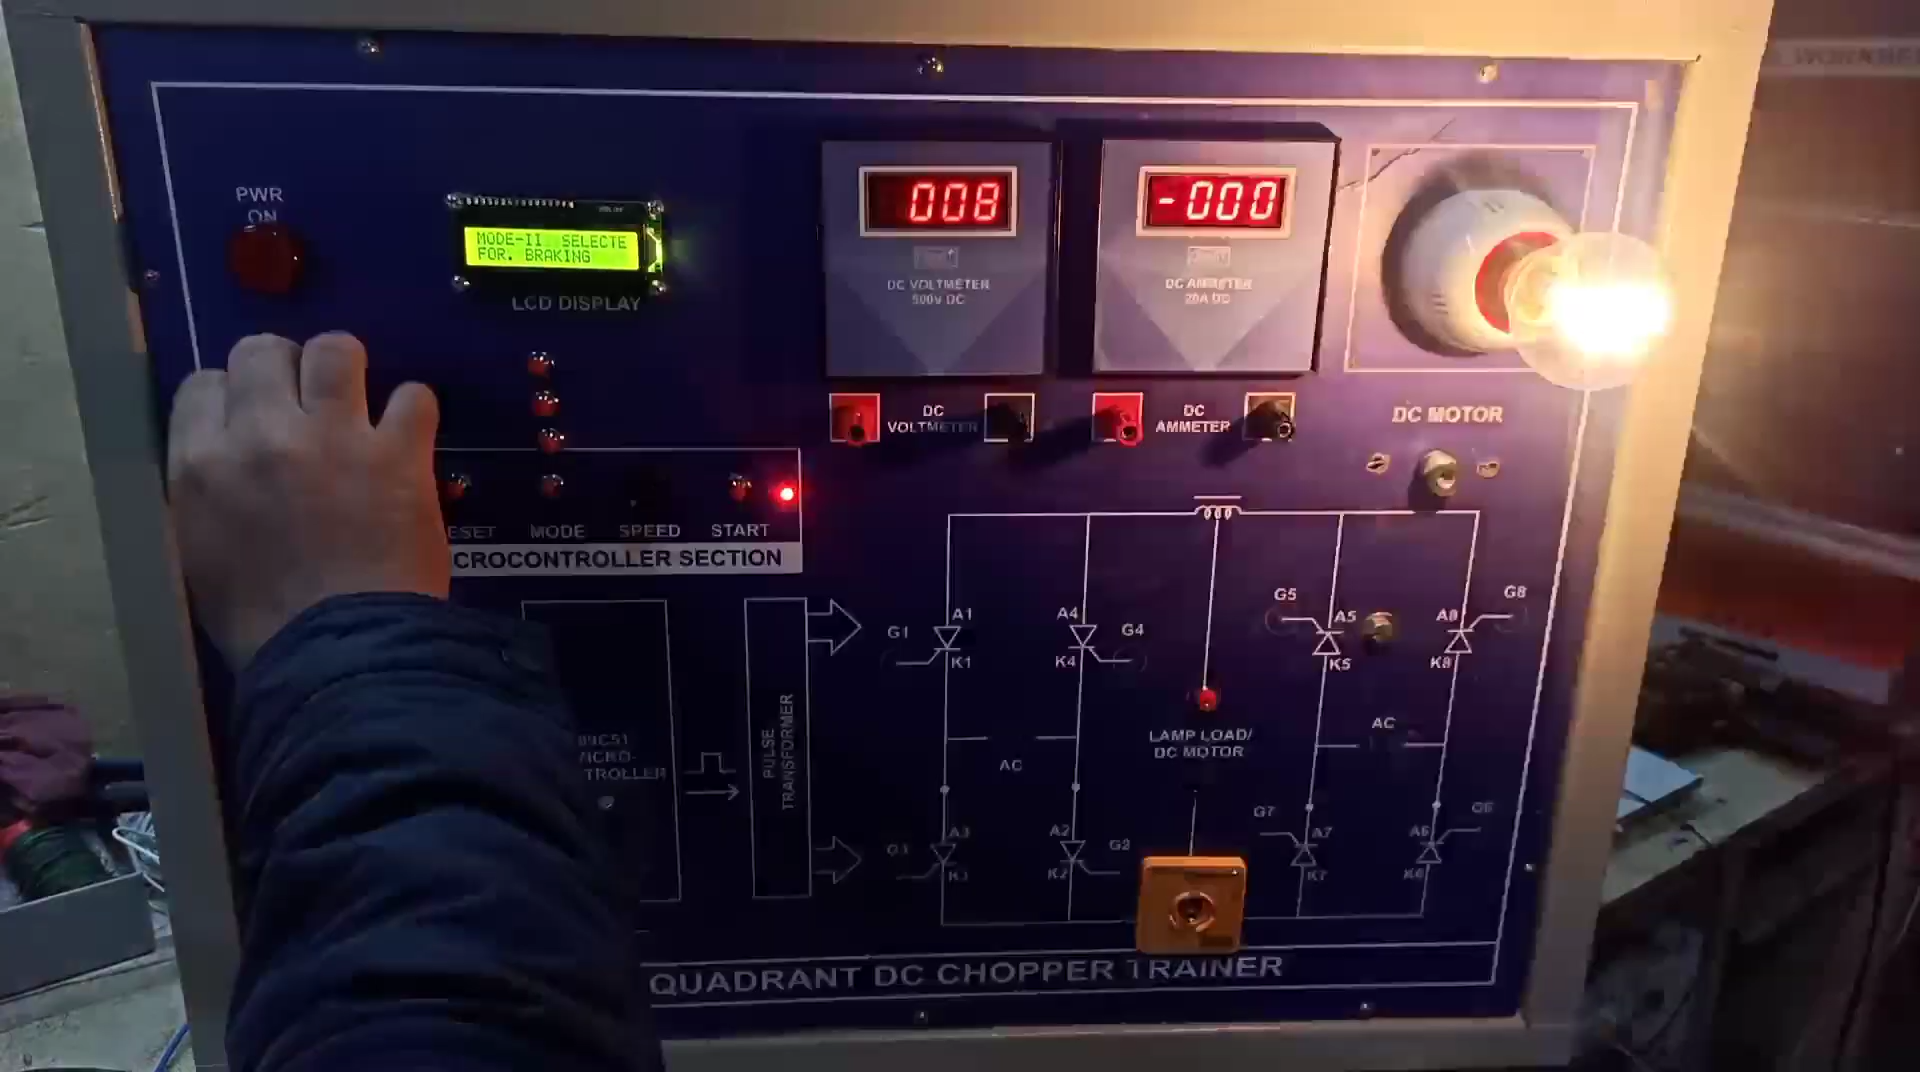 PWR
ON
MODE-II SELECTE
FOR. BRAKING
LCD DISPLAY
008
DC VOLTMETER
500V DC
-000
DC AMMETER
20A DC
DC
VOLTMETER
DC
AMMETER
DC MOTOR
ESET
MODE
SPEED
START
CROCONTROLLER SECTION
PULSE
TRANSFORMER
TROLLER
G1
A1
K1
A4
G4
K4
G5
A5
K5
G8
K8
AC
AC
LAMP LOAD/
DC MOTOR
A3
A2
G2
K2
G7
A7
K7
A6
K6
QUADRANT DC CHOPPER TRAINER